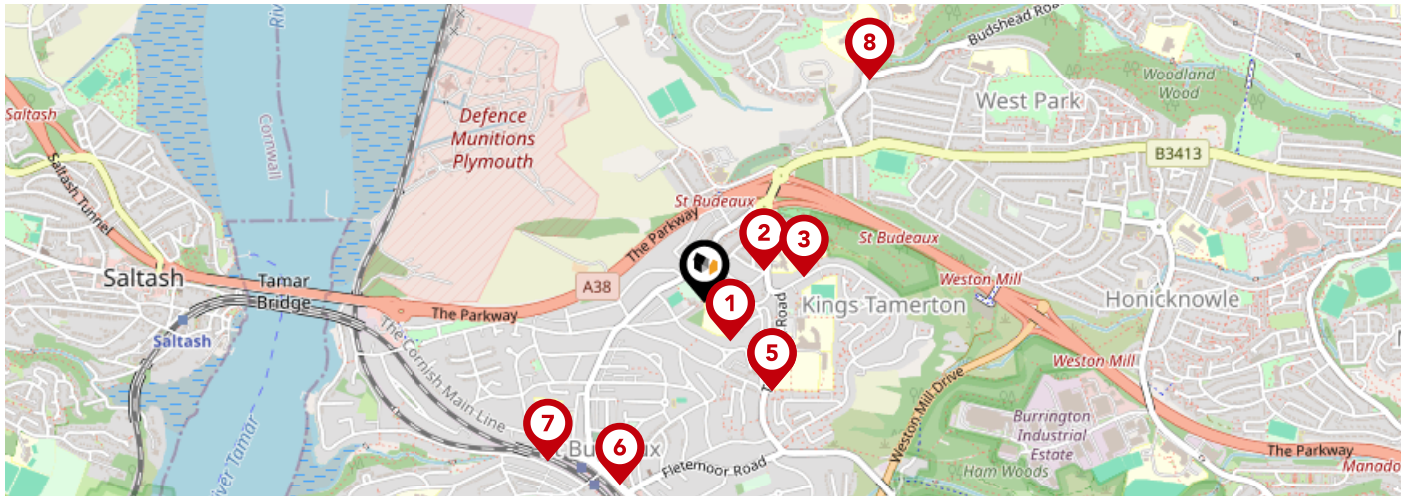 Saltash
Saltash Tunnel
Saltash
River
Cornwall
Defence
Munitions
Plymouth
Tamar
Bridge
Saltash
River Tamar
The Cornish Main Line
The Parkway
A38
The Parkway
St Budeaux
8
Budshead Road
West Park
Woodland
Wood
B3413
2
3
St Budeaux
1
Road
Kings Tamerton
Weston Mill
Honicknowle
5
Weston Mill
Weston Mill Drive
Burrington
Industrial
Estate
Ham Woods
The Parkway
Manado
7
6
Fletemoor Road